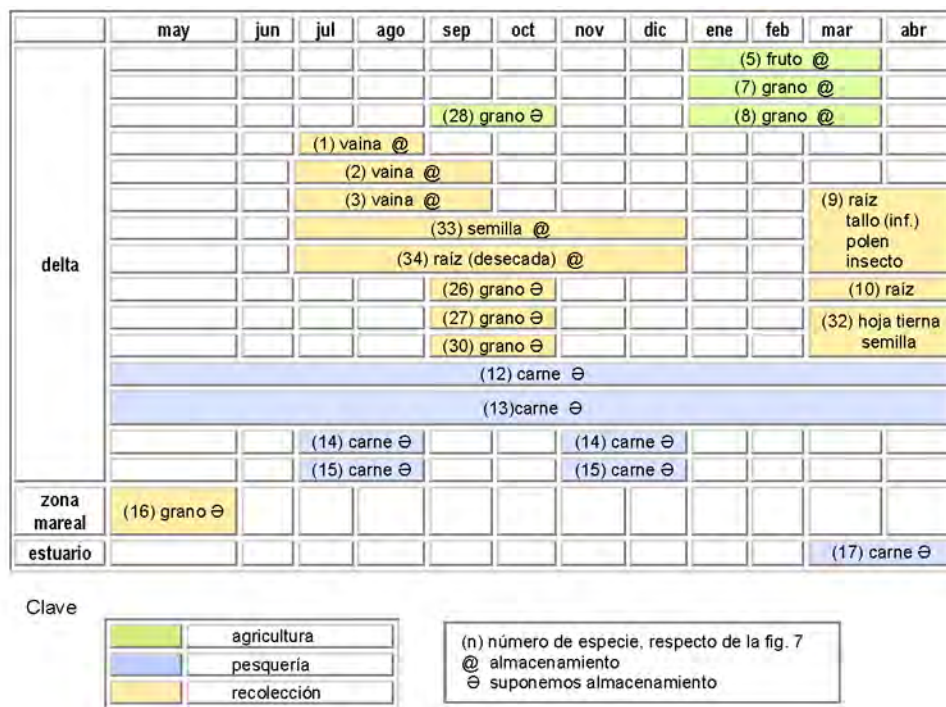 may jun jul ago sep oct nov dic ene feb mar abr
(5) fruto @
(7) grano @
(28) grano ɵ (8) grano @
(1) vaina @
(2) vaina @
(3) vaina @ (9) raíz
(33) semilla @ tallo (inf.)
polen
delta (34) raíz (desecada) @ insecto
(26) grano ɵ (10) raíz
(27) grano ɵ (32) hoja tierna
(30) grano ɵ semilla
(12) carne ɵ
(13)carne ɵ
(14) carne ɵ (14) carne ɵ
(15) carne ɵ (15) carne ɵ
zona
mareal (16) grano ɵ
estuario (17) carne ɵ
Clave
agricultura
pesquería
recolección
(n) número de especie, respecto de la fig. 7
@ almacenamiento
ɵ suponemos almacenamiento